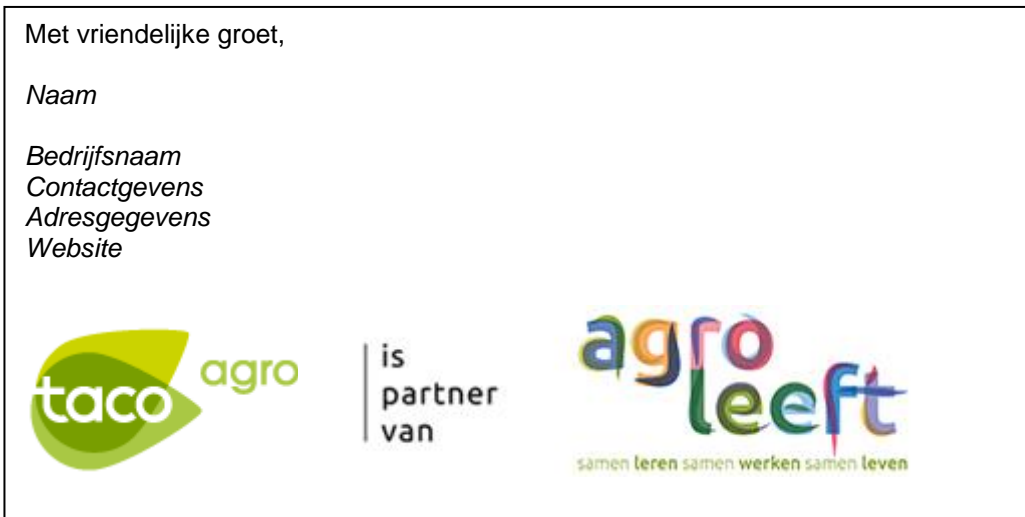 Met vriendelijke groet,
Naam
Bedrijfsnaam
Contactgevens
Adresgegevens
Website
taco agro
is
partner
van
agro
leeft
samen leren samen werken samen leven